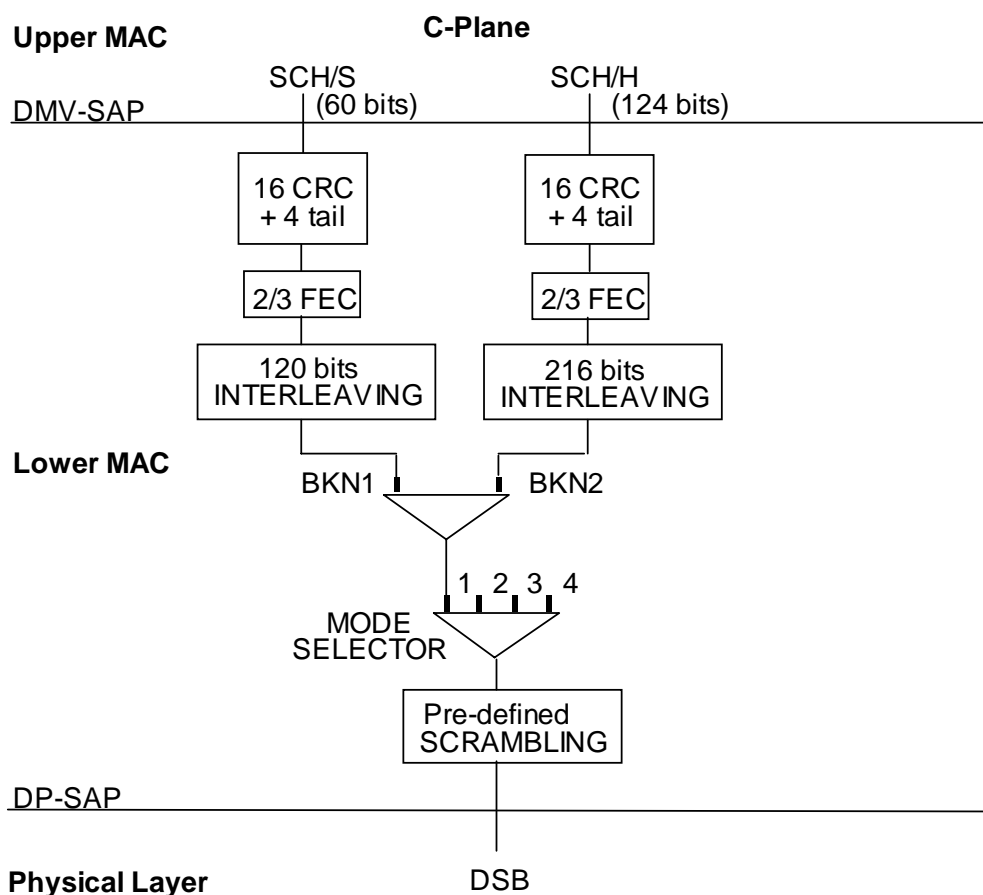 C-Plane
Upper MAC
SCH/S
SCH/H
(60 bits)
(124 bits)
DMV-SAP
16 CRC
+ 4 tail
16 CRC
+ 4 tail
2/3 FEC
2/3 FEC
120 bits
INTERLEAVING
216 bits
INTERLEAVING
Lower MAC
BKN1
BKN2
1 2 3 4
MODE
SELECTOR
Pre-defined
SCRAMBLING
DP-SAP
Physical Layer
DSB